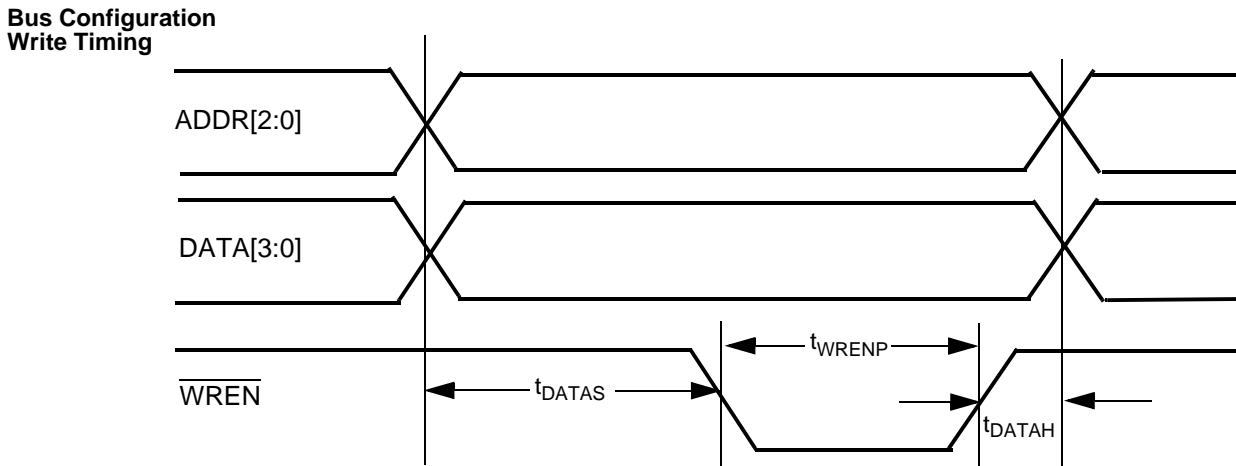 Bus Configuration
Write Timing
ADDR[2:0]
DATA[3:0]
tWRENP
WREN
tDATAS
tDATAH